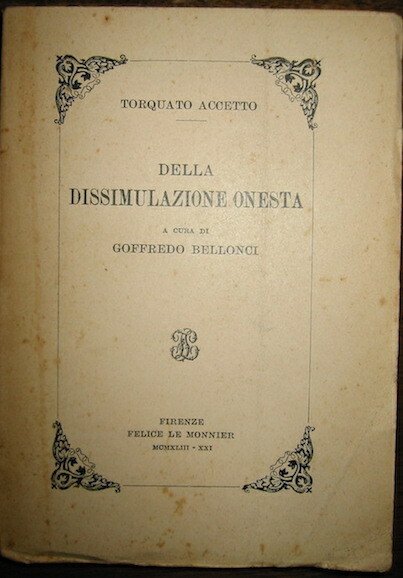 TORQUATO ACCETTO
DELLA
DISSIMULAZIONE ONESTA
A CURA DI
GOFFREDO BELLONCI
FIRENZE
FELICE LE MONNIER
MCMXLIII • XXI